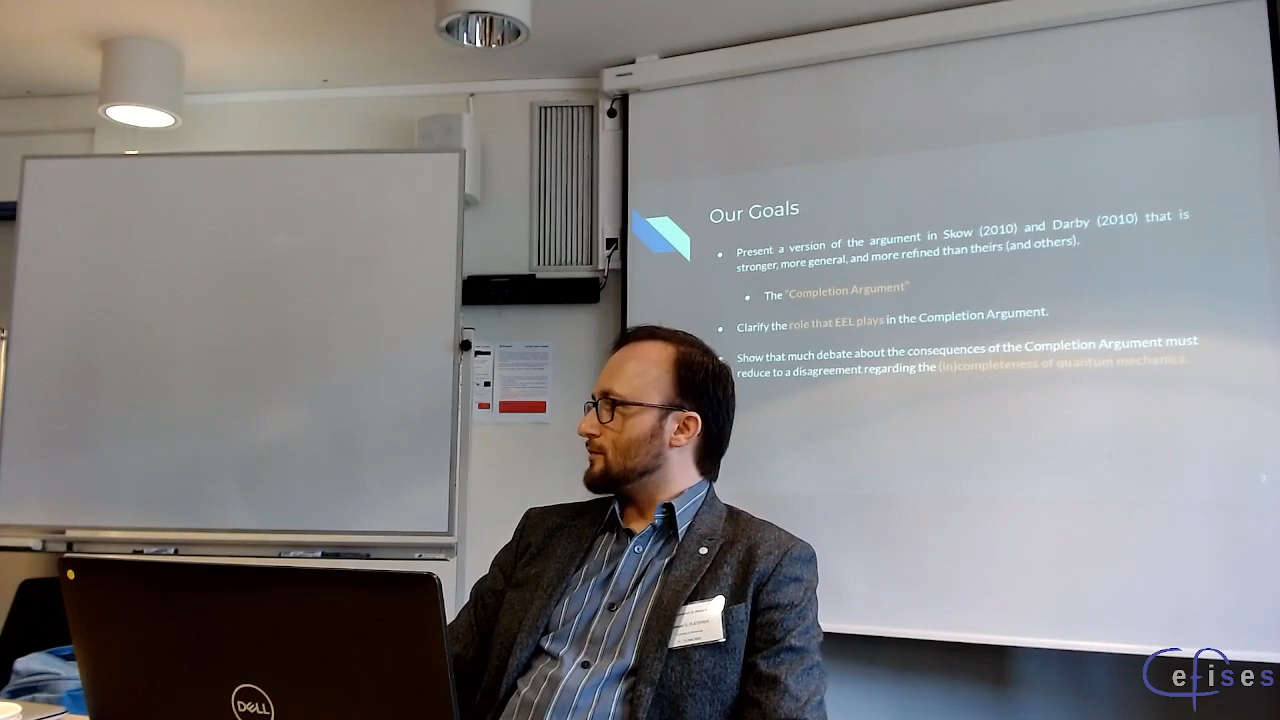 Our Goals
Present a version of the argument in Skow (2010) and Darby (2010) that is
stronger, more general, and more refined than theirs (and others).
The "Completion Argument"
Clarify the role that EEL plays in the Completion Argument.
Show that much debate about the consequences of the Completion Argument must
reduce to a disagreement regarding the (in)completeness of quantum mechanics.
7
FLETCHER
DELL
Cefises